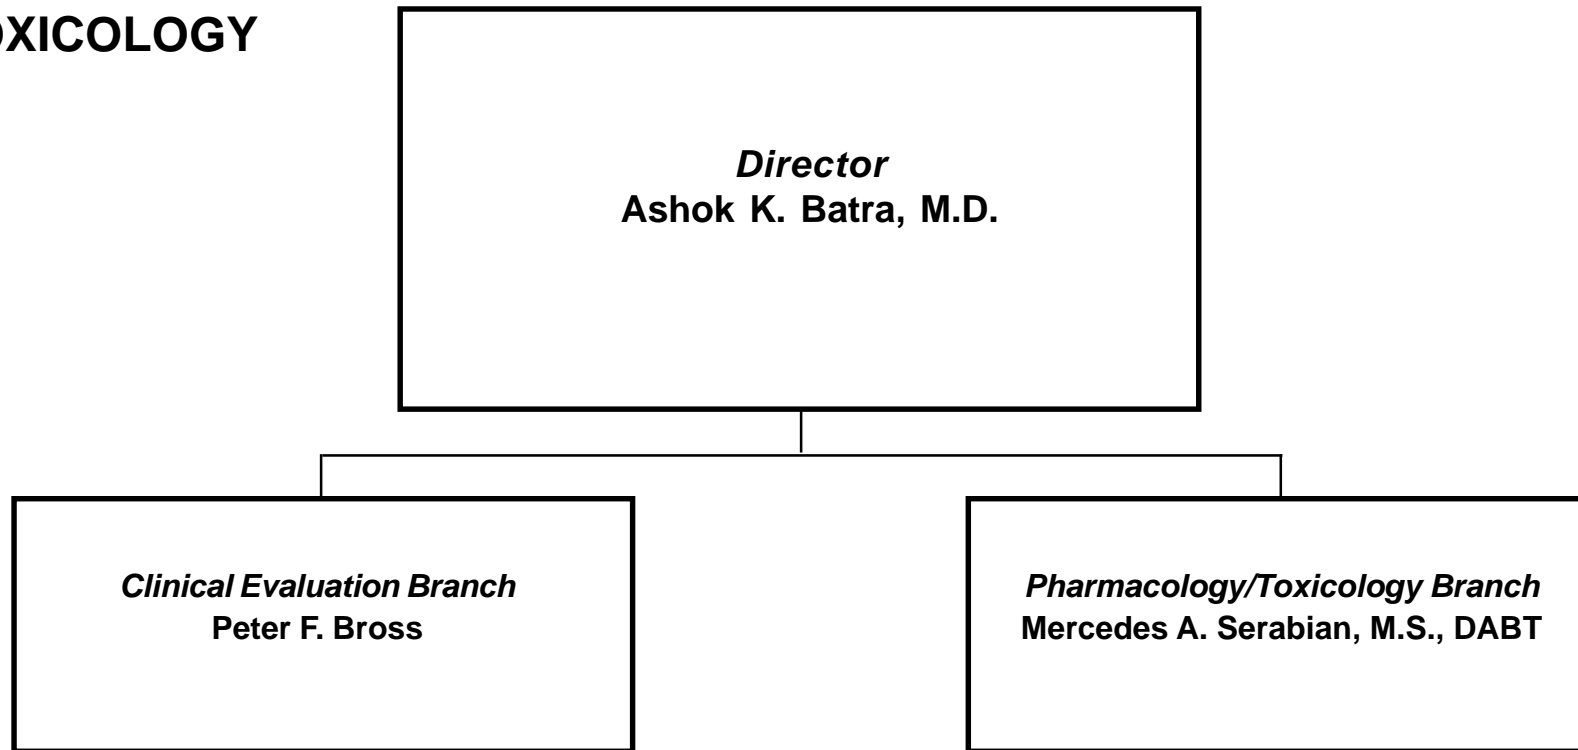 OXICOLOGY
Director
Ashok K. Batra, M.D.
Clinical Evaluation Branch
Peter F. Bross
Pharmacology/Toxicology Branch
Mercedes A. Serabian, M.S., DABT